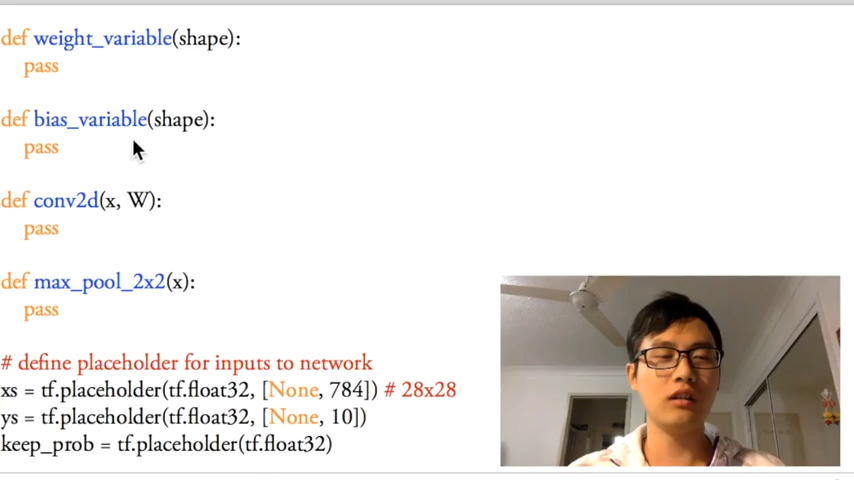 def weight_variable(shape):
pass
def bias_variable(shape):
pass
def conv2d(x, W):
pass
def max_pool_2x2(x):
pass
# define placeholder for inputs to network
xs = tf.placeholder(tf.float32, [None, 784]) # 28x28
ys = tf.placeholder(tf.float32, [None, 10])
keep_prob = tf.placeholder(tf.float32)